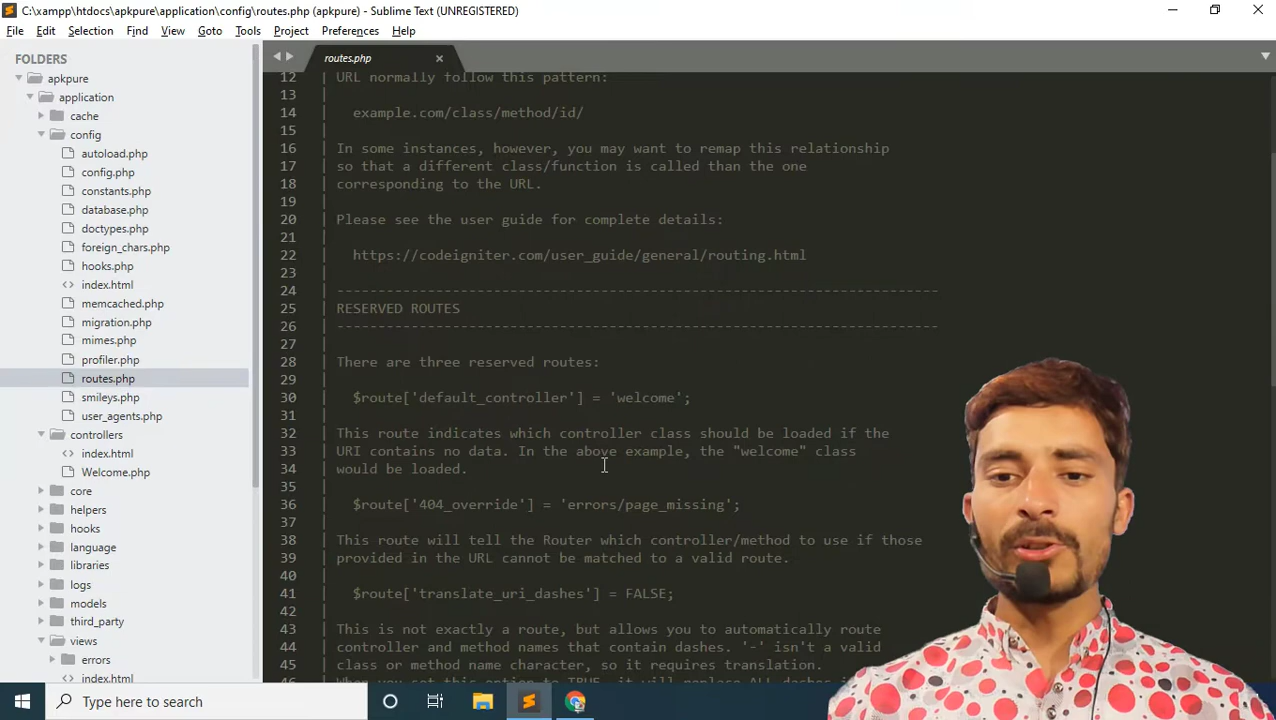 C:\xampp\htdocs\apkpure\application\config\routes.php (apkpure) - Sublime Text (UNREGISTERED)
File Edit Selection Find View Goto Tools Project Preferences Help
FOLDERS
apkpure
application
cache
config
autoload.php
config.php
constants.php
database.php
doctypes.php
foreign_chars.php
hooks.php
index.html
memcached.php
migration.php
mimes.php
profiler.php
routes.php
smileys.php
user_agents.php
controllers
index.html
Welcome.php
core
helpers
hooks
language
libraries
logs
models
third_party
views
errors
index.html
routes.php
12 | URL normally follow this pattern:
13 |
14 | example.com/class/method/id/
15 |
16 | In some instances, however, you may want to remap this relationship
17 | so that a different class/function is called than the one
18 | corresponding to the URL.
19 |
20 | Please see the user guide for complete details:
21 |
22 | https://codeigniter.com/user_guide/general/routing.html
23 |
24 | -------------------------------------------------------------------------
25 | RESERVED ROUTES
26 | -------------------------------------------------------------------------
27 |
28 | There are three reserved routes:
29 |
30 | $route['default_controller'] = 'welcome';
31 |
32 | This route indicates which controller class should be loaded if the
33 | URI contains no data. In the above example, the "welcome" class
34 | would be loaded.
35 |
36 | $route['404_override'] = 'errors/page_missing';
37 |
38 | This route will tell the Router which controller/method to use if those
39 | provided in the URL cannot be matched to a valid route.
40 |
41 | $route['translate_uri_dashes'] = FALSE;
42 |
43 | This is not exactly a route, but allows you to automatically route
44 | controller and method names that contain dashes. '-' isn't a valid
45 | class or method name character, so it requires translation.
46 | When you set this option to TRUE, it will replace ALL dashes
Type here to search